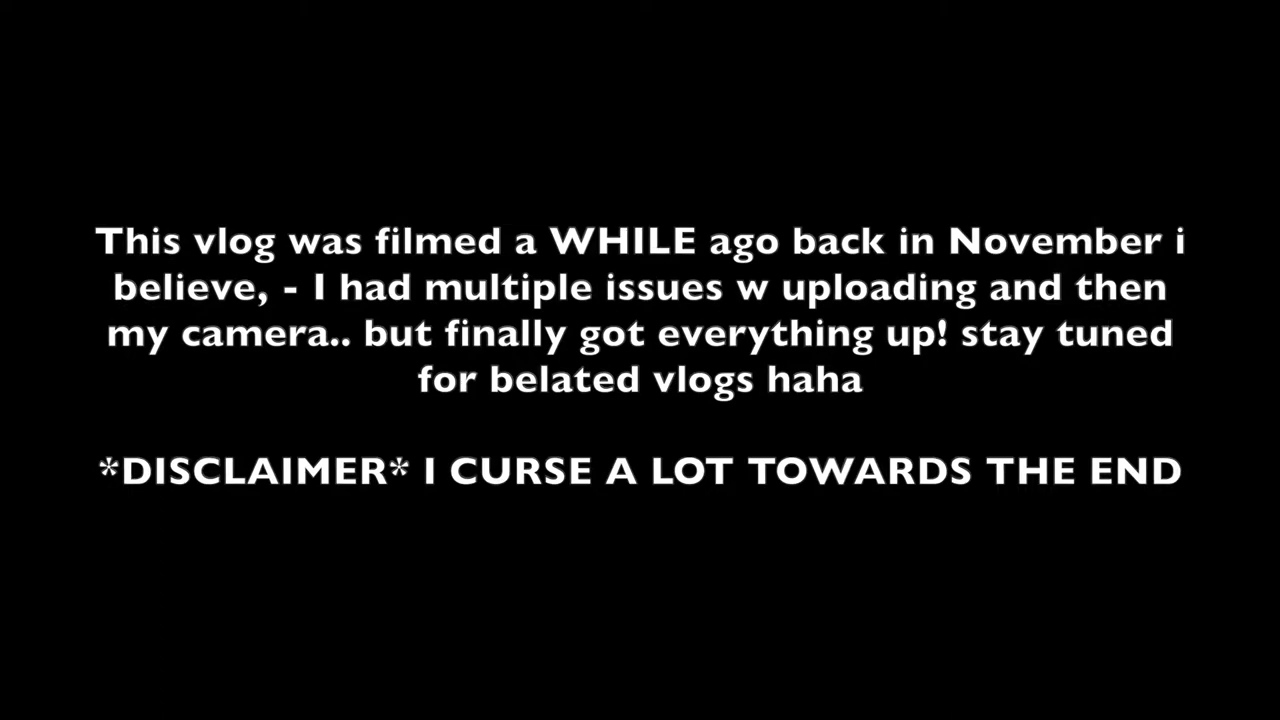 This vlog was filmed a WHILE ago back in November i
believe, - I had multiple issues w uploading and then
my camera.. but finally got everything up! stay tuned
for belated vlogs haha
*DISCLAIMER* I CURSE A LOT TOWARDS THE END